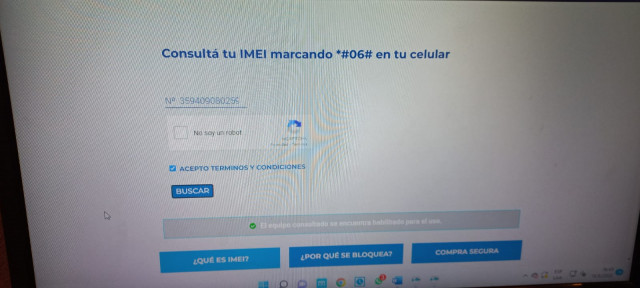 Consultá tu IMEI marcando *#06# en tu celular
Nº 35940908029
No soy un robot
ACEPTO TERMINOS Y CONDICIONES
BUSCAR
El equipo consultado se encuentra habilitado para el uso.
¿QUÉ ES IMEI?
¿POR QUÉ SE BLOQUEA?
COMPRA SEGURA